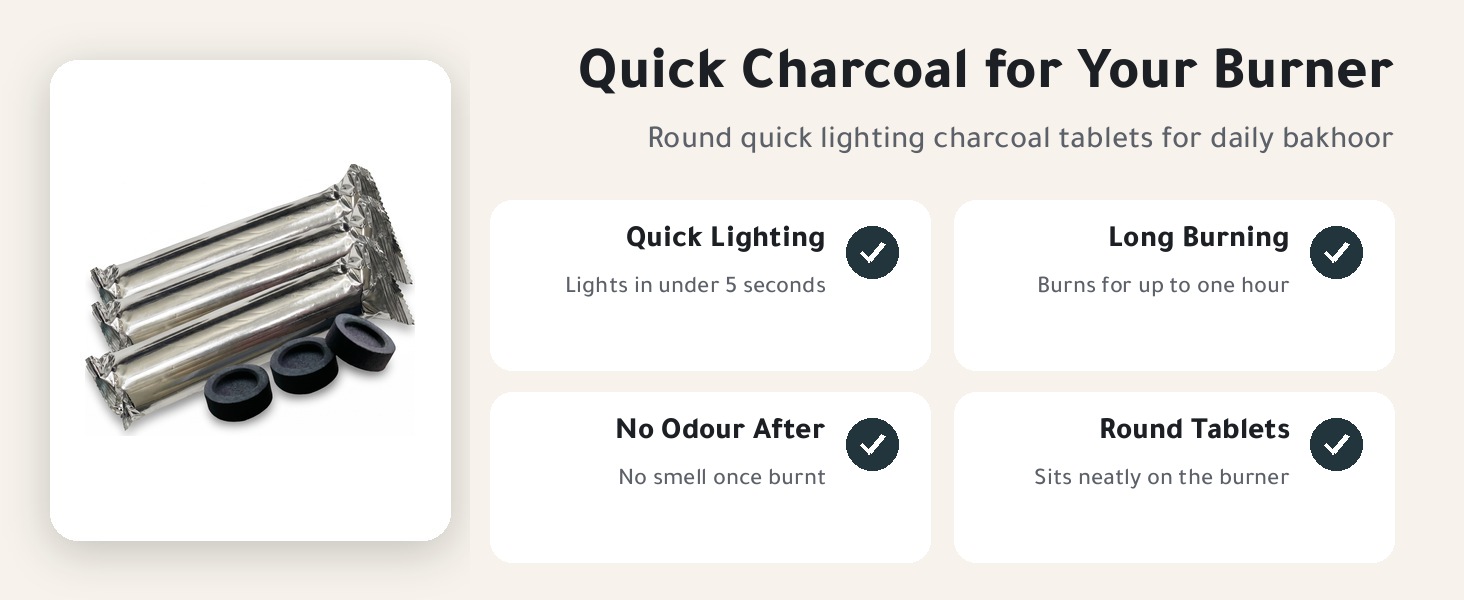 Quick Charcoal for Your Burner
Round quick lighting charcoal tablets for daily bakhoor
Quick Lighting
Lights in under 5 seconds
Long Burning
Burns for up to one hour
No Odour After
No smell once burnt
Round Tablets
Sits neatly on the burner